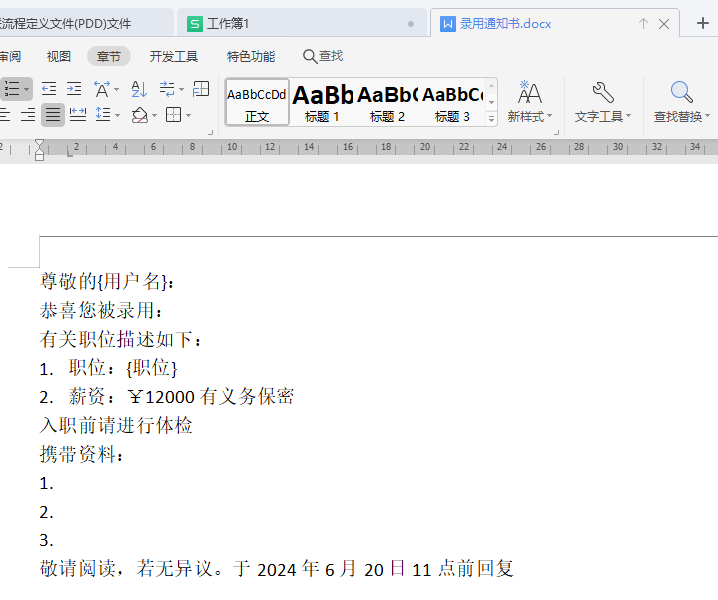 流程定义文件(PDD)文件
S 工作簿1
W 录用通知书.docx
审阅 视图 章节 开发工具 特色功能 查找
AaBbCcDd AaBb AaBb( AaBbC
正文 标题 1 标题 2 标题 3 新样式 文字工具 查找替换
2 2 4 6 8 10 12 14 16 18 20 22 24 26 28 30 32 34
尊敬的{用户名}：
恭喜您被录用：
有关职位描述如下：
1. 职位：{职位}
2. 薪资：￥12000 有义务保密
入职前请进行体检
携带资料：
1.
2.
3.
敬请阅读，若无异议。于 2024 年 6 月 20 日 11 点前回复